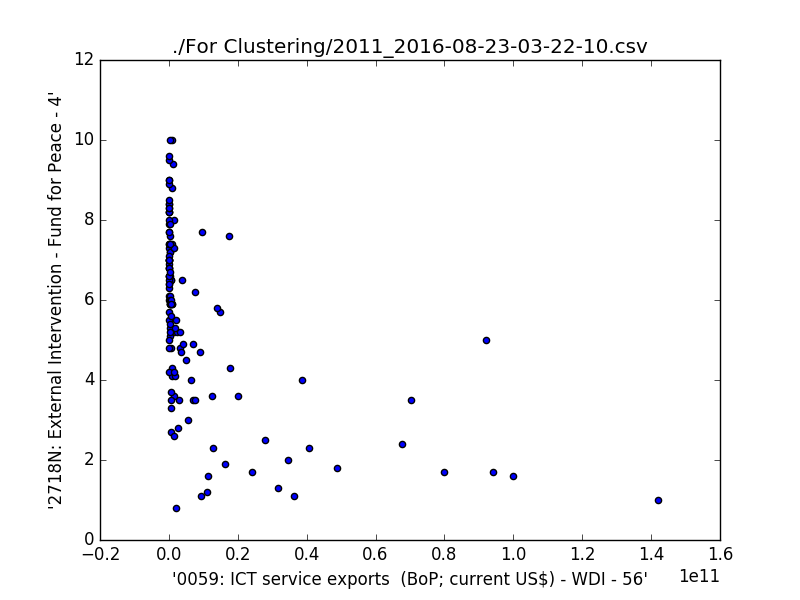 ./For Clustering/2011_2016-08-23-03-22-10.csv
12
10
8
6
4
2
0
'2718N: External Intervention - Fund for Peace - 4'
−0.2 0.0 0.2 0.4 0.6 0.8 1.0 1.2 1.4 1.6
1e11
'0059: ICT service exports  (BoP; current US$) - WDI - 56'